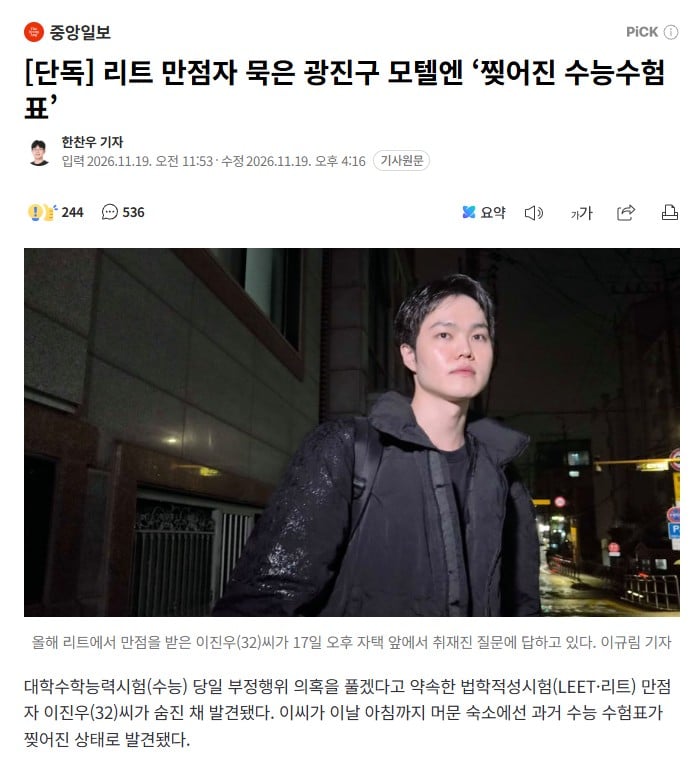 중앙일보
PiCK
[단독] 리트 만점자 묵은 광진구 모텔엔 ‘찢어진 수능수험
표’
한찬우 기자
입력 2026.11.19. 오전 11:53 · 수정 2026.11.19. 오후 4:16 기사원문
244 536 요약 가가
올해 리트에서 만점을 받은 이진우(32)씨가 17일 오후 자택 앞에서 취재진 질문에 답하고 있다. 이규림 기자
대학수학능력시험(수능) 당일 부정행위 의혹을 풀겠다고 약속한 법학적성시험(LEET·리트) 만점
자 이진우(32)씨가 숨진 채 발견됐다. 이씨가 이날 아침까지 머문 숙소에선 과거 수능 수험표가
찢어진 상태로 발견됐다.